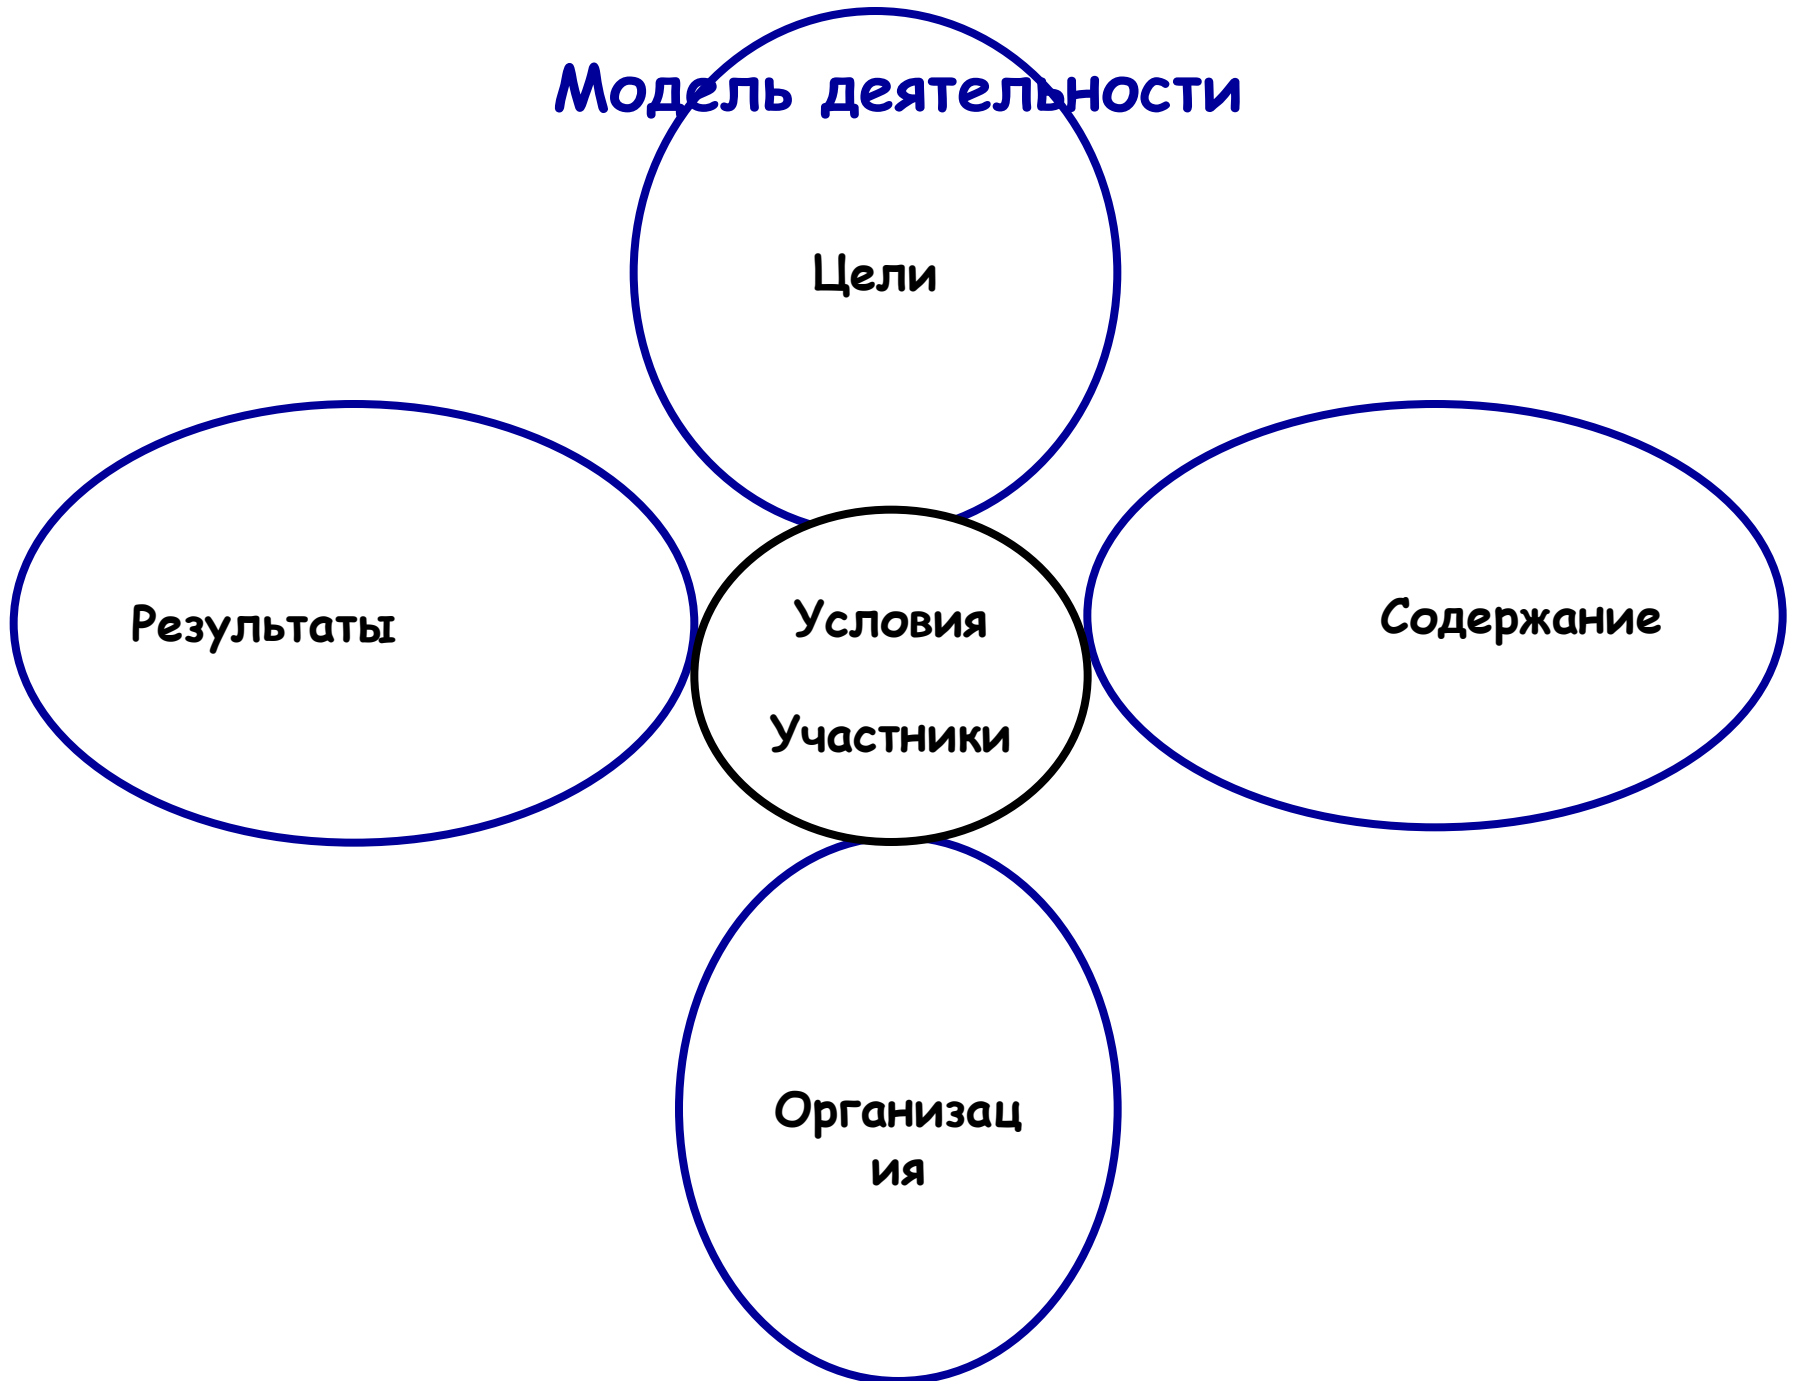 Модель деятельности
Цели
Результаты
Условия
Участники
Содержание
Организац
ия